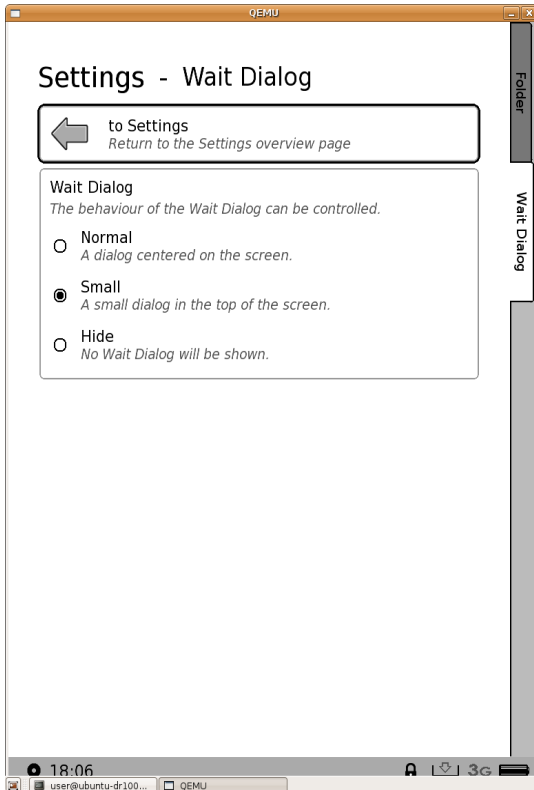 QEMU
Settings - Wait Dialog
to Settings
Return to the Settings overview page
Wait Dialog
The behaviour of the Wait Dialog can be controlled.
Normal
A dialog centered on the screen.
Small
A small dialog in the top of the screen.
Hide
No Wait Dialog will be shown.
Folder
Wait Dialog
18:06
3G
user@ubuntu-dr100...
QEMU